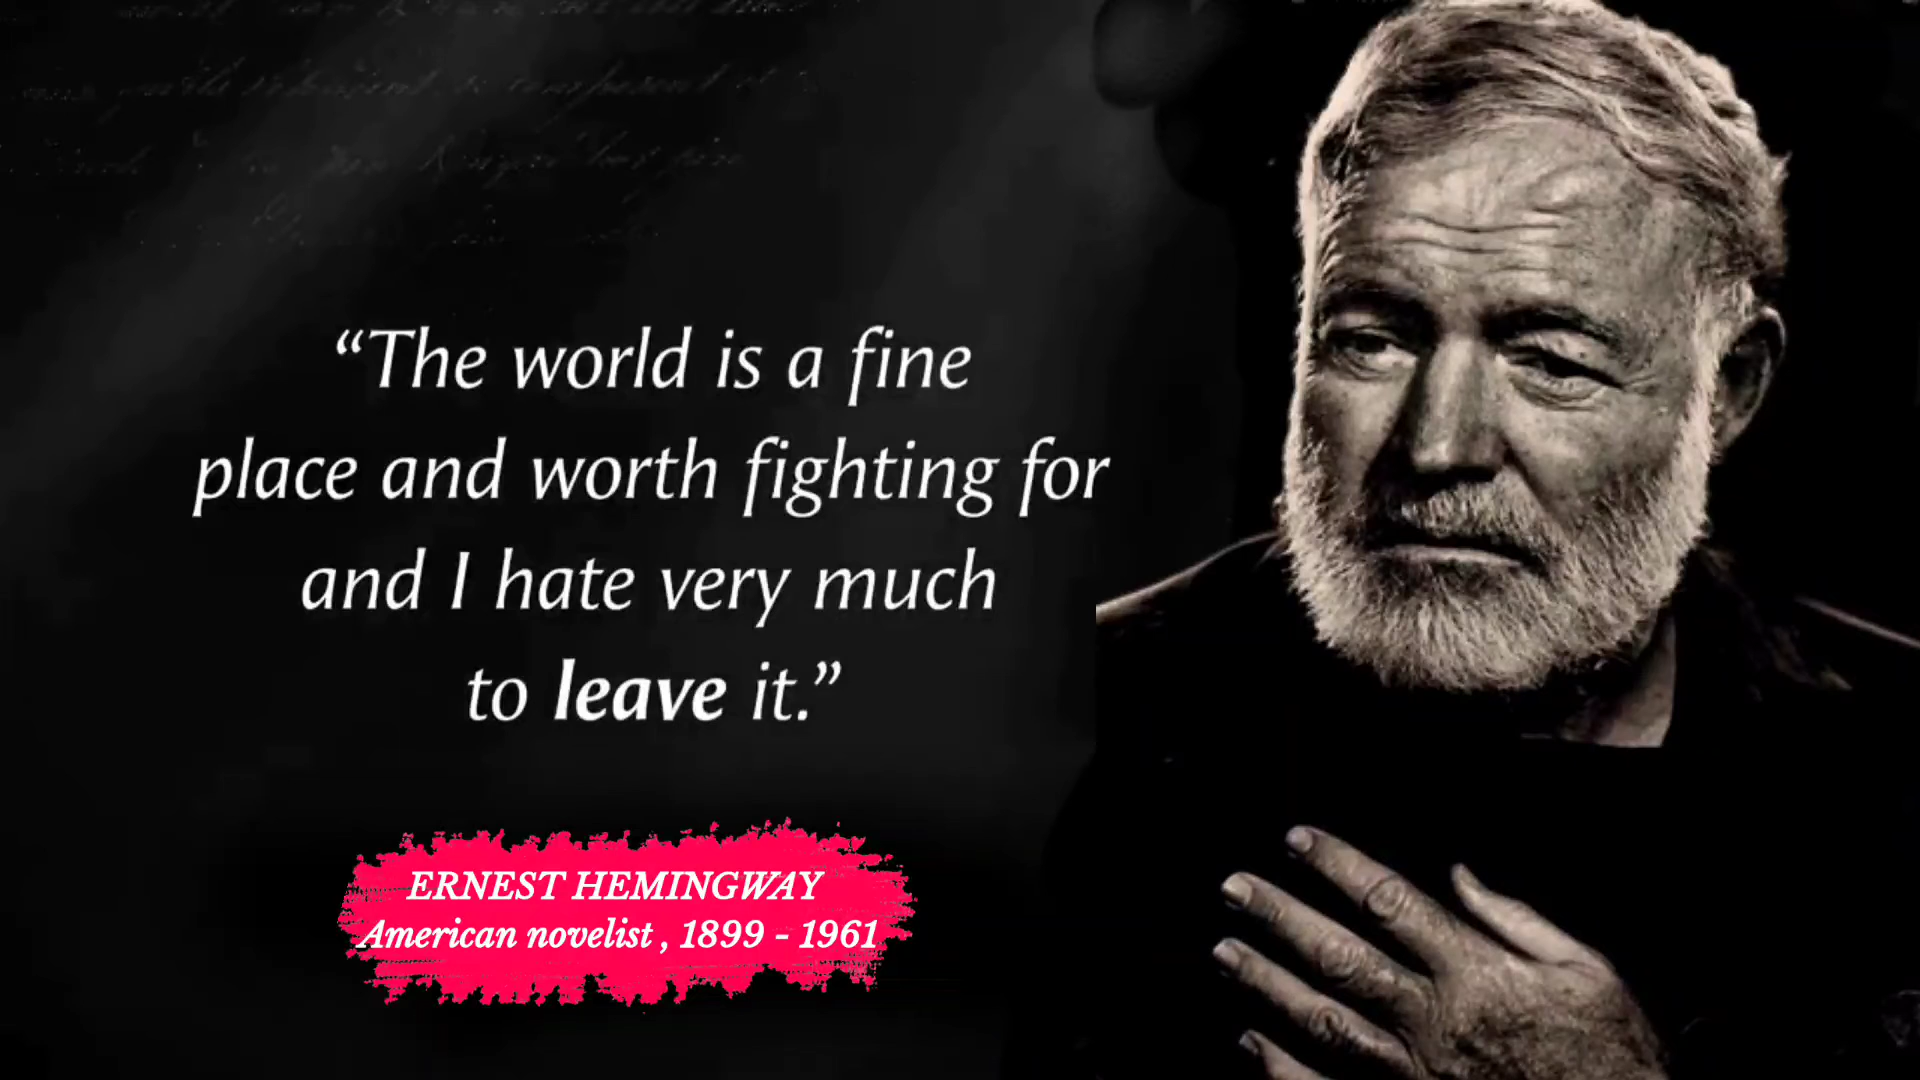 “The world is a fine
place and worth fighting for
and I hate very much
to leave it.”
ERNEST HEMINGWAY
American novelist , 1899 - 1961